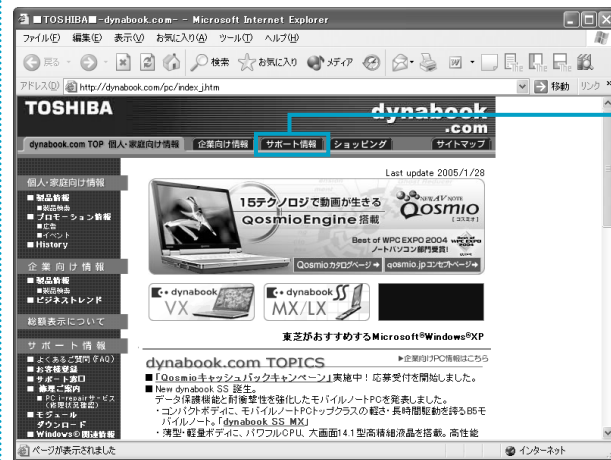 ■TOSHIBA■-dynabook.com- - Microsoft Internet Explorer
ファイル(F) 編集(E) 表示(V) お気に入り(A) ツール(T) ヘルプ(H)
戻る 検索 お気に入り メディア
アドレス(D) http://dynabook.com/pc/index_j.htm 移動 リンク »
TOSHIBA dynabook
.com
dynabook.com TOP 個人・家庭向け情報 企業向け情報 サポート情報 ショッピング サイトマップ
Last update 2005/1/28
個人・家庭向け情報
■製品情報
■製品検索
■プロモーション情報
■広告
■イベント
■History
企業向け情報
■製品情報
■製品検索
■ビジネストレンド
総額表示について
サポート情報
■よくあるご質問(FAQ)
■お客様登録
■サポート窓口
■修理ご案内
■PC i-repairサービス
(修理状況確認)
■モジュール
ダウンロード
■Windows®関連情報
15テクノロジで動画が生きる
QosmioEngine 搭載
NEW AV NOTE
Qosmio
[コスミオ]
Best of WPC EXPO 2004
ノートパソコン部門受賞!
Qosmioカタログページ➡ qosmio.jpコンセプトページ➡
dynabook VX
dynabook SS MX/LX
東芝がおすすめするMicrosoft®Windows®XP
dynabook.com TOPICS ▶企業向けPC情報はこちら
■「Qosmioキャッシュバックキャンペーン」実施中!応募受付を開始しました。
■New dynabook SS 誕生。
データ保護機能と耐衝撃性を強化したモバイルノートPCを発表しました。
・コンパクトボディに、モバイルノートPCトップクラスの軽さ・長時間駆動を誇るB5モ
バイルノート。「dynabook SS MX」
・薄型・軽量ボディに、パワフルCPU、大画面14.1型高精細液晶を搭載。高性能
ページが表示されました インターネット